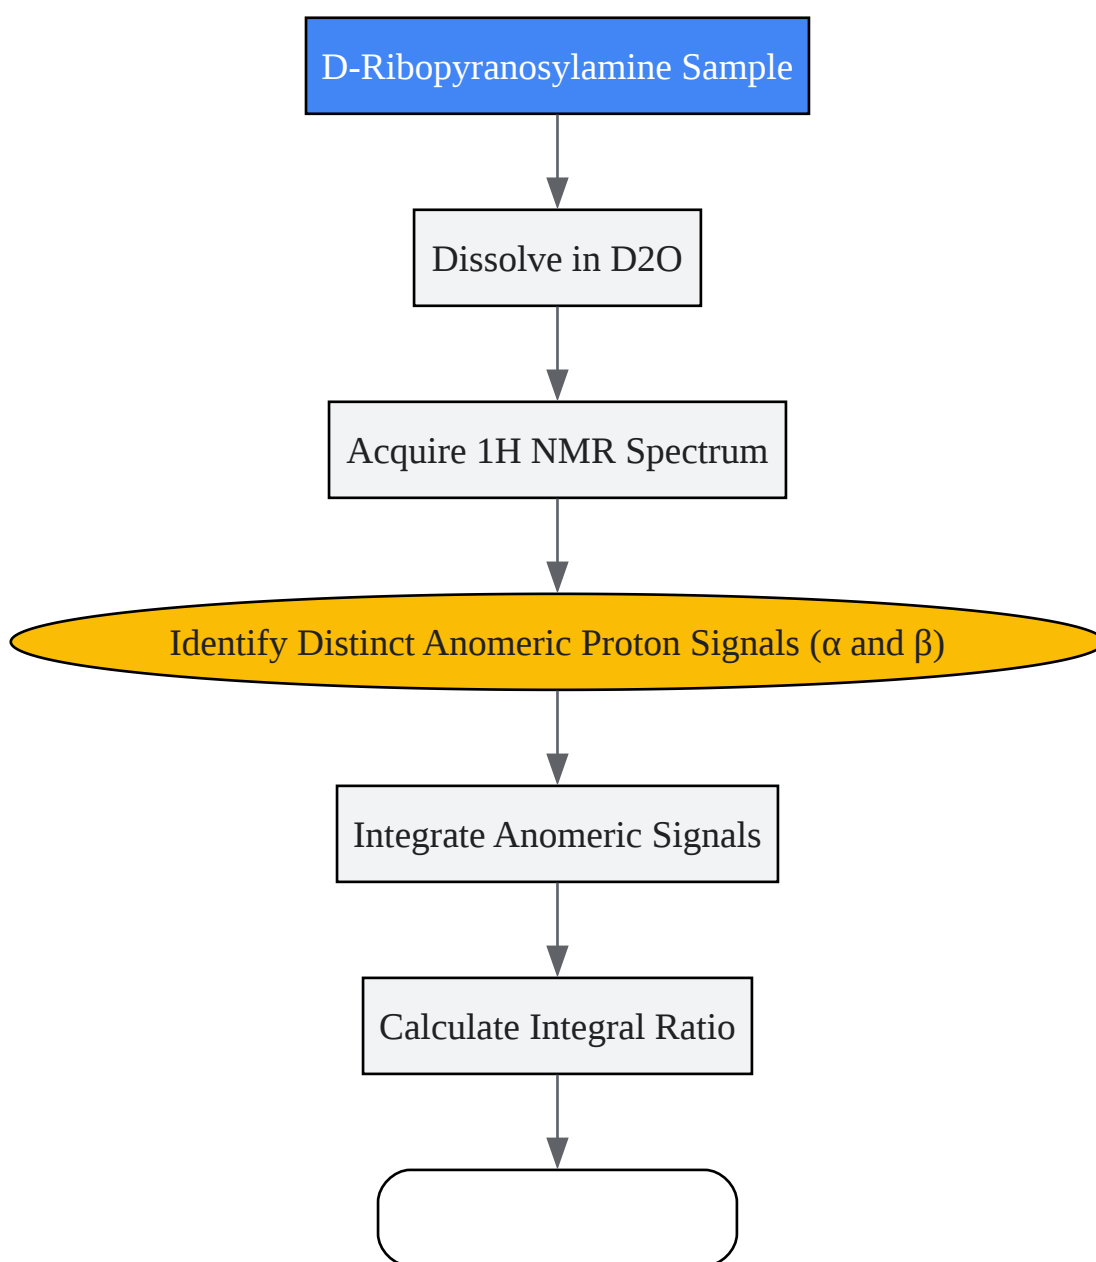 D-Ribopyranosylamine Sample
Dissolve in D2O
Acquire 1H NMR Spectrum
Identify Distinct Anomeric Proton Signals (α and β)
Integrate Anomeric Signals
Calculate Integral Ratio